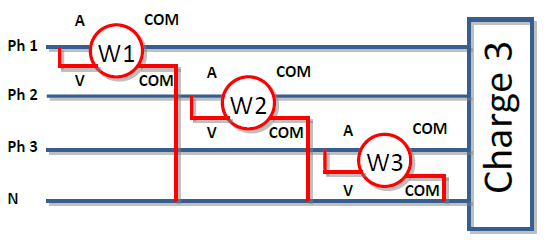 A COM
Ph 1 W1
V COM
A COM
Ph 2 W2
V COM
A COM
Ph 3 W3
V COM
N
Charge 3